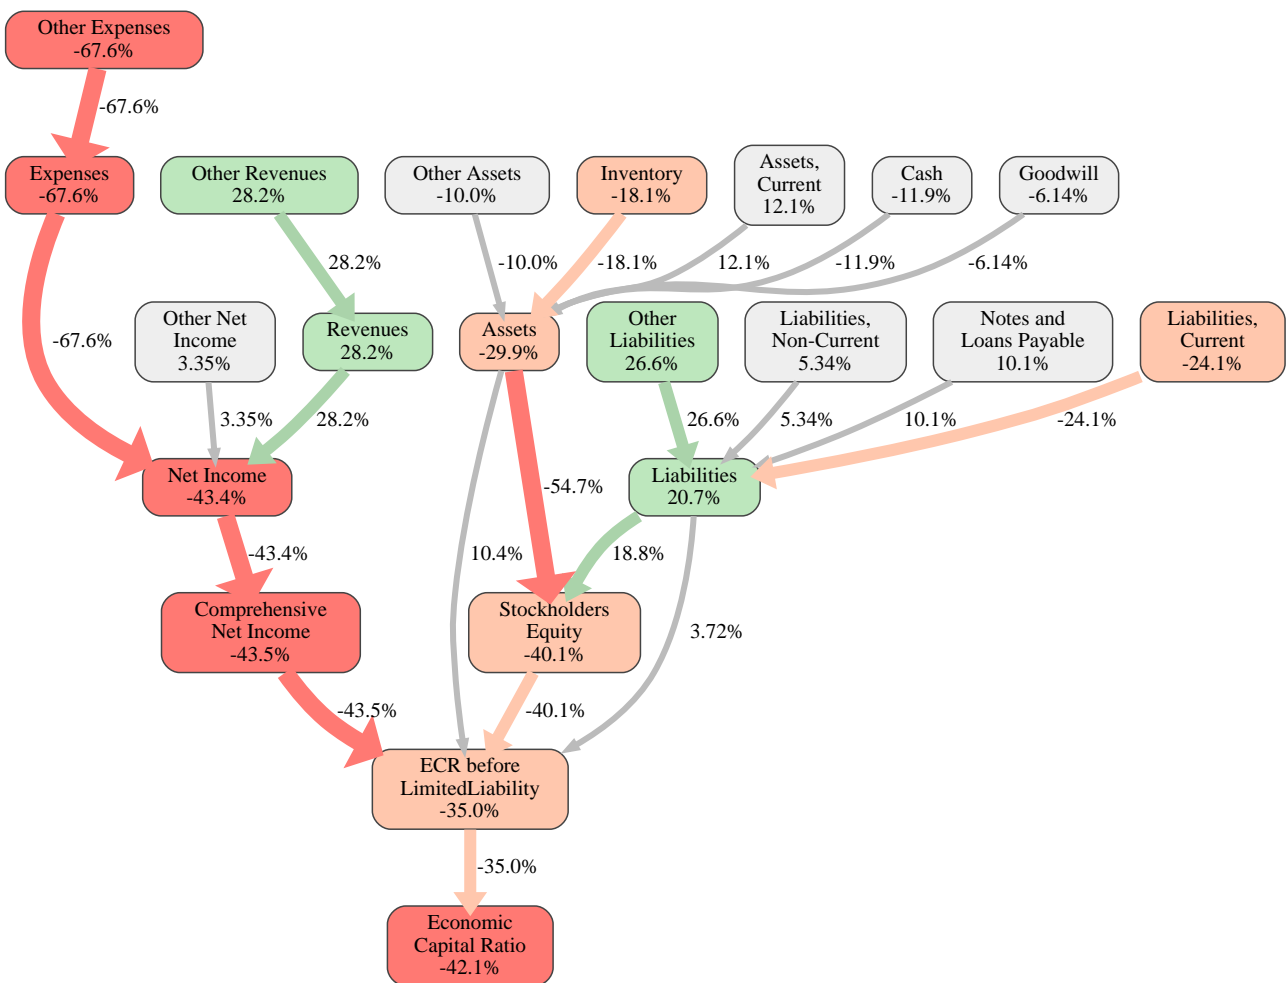 Other Expenses
-67.6%
-67.6%
Expenses
-67.6%
Other Revenues
28.2%
Other Assets
-10.0%
Inventory
-18.1%
Assets,
Current
12.1%
Cash
-11.9%
Goodwill
-6.14%
28.2%
-10.0%
-18.1%
12.1%
-11.9%
-6.14%
-67.6%
Other Net
Income
3.35%
Revenues
28.2%
Assets
-29.9%
Other
Liabilities
26.6%
Liabilities,
Non-Current
5.34%
Notes and
Loans Payable
10.1%
Liabilities,
Current
-24.1%
3.35%
28.2%
26.6%
5.34%
10.1%
-24.1%
Net Income
-43.4%
-54.7%
Liabilities
20.7%
-43.4%
10.4%
18.8%
Comprehensive
Net Income
-43.5%
Stockholders
Equity
-40.1%
3.72%
-43.5%
-40.1%
ECR before
LimitedLiability
-35.0%
-35.0%
Economic
Capital Ratio
-42.1%